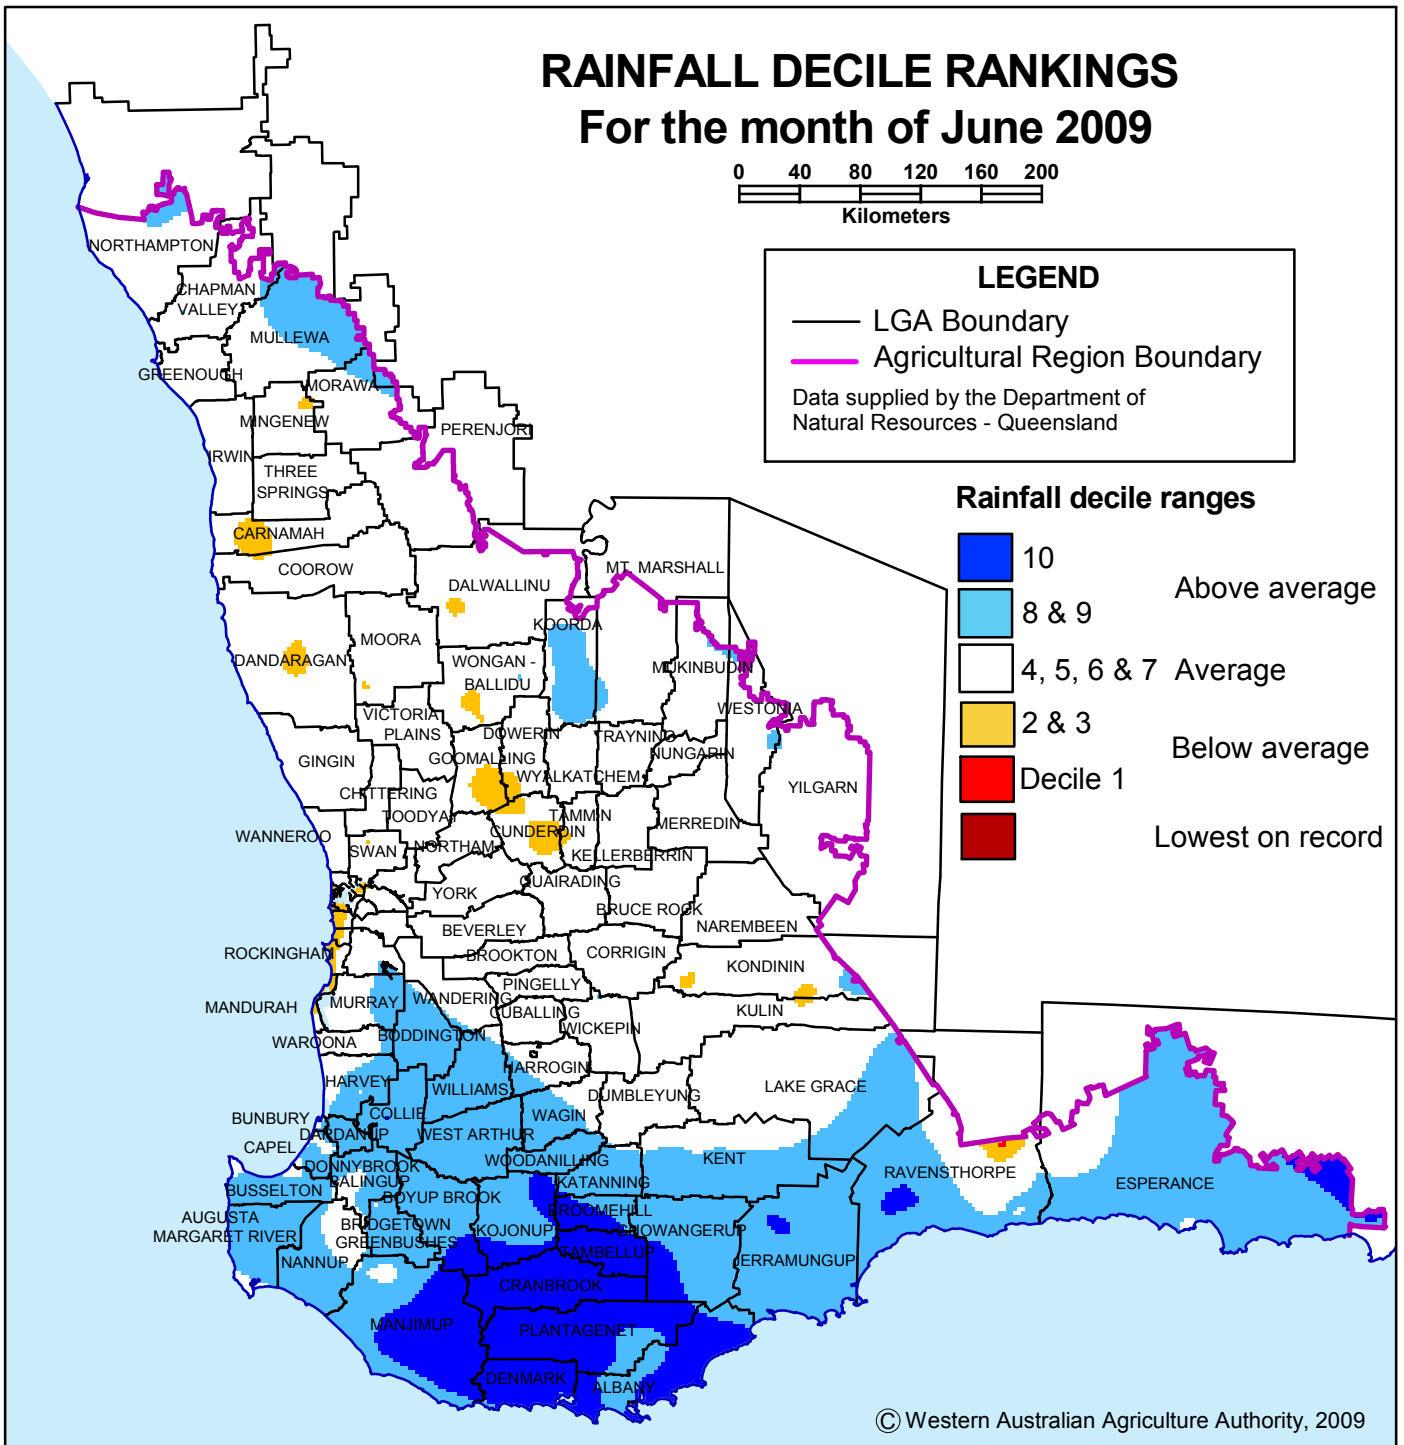 RAINFALL DECILE RANKINGS
For the month of June 2009
0 40 80 120 160 200
Kilometers
LEGEND
LGA Boundary
Agricultural Region Boundary
Data supplied by the Department of
Natural Resources - Queensland
Rainfall decile ranges
10
8 & 9
Above average
4, 5, 6 & 7 Average
2 & 3
Below average
Decile 1
Lowest on record
NORTHAMPTON
CHAPMAN
VALLEY
MULLEWA
GREENOUGH
MORAWA
MINGENEW
PERENJORI
IRWIN
THREE
SPRINGS
CARNAMAH
COOROW
DALWALLINU
MT. MARSHALL
KOORDA
MOORA
DANDARAGAN
WONGAN -
BALLIDU
MUKINBUDIN
WESTONIA
VICTORIA
PLAINS
DOWERIN
TRAYNING
NUNGARIN
GOOMALLING
GINGIN
WYALKATCHEM
YILGARN
CHITTERING
TOODYAY
TAMMIN
CUNDERDIN
MERREDIN
WANNEROO
SWAN
NORTHAM
KELLERBERRIN
QUAIRADING
YORK
BRUCE ROCK
NAREMBEEN
BEVERLEY
ROCKINGHAM
BROOKTON
CORRIGIN
KONDININ
PINGELLY
MANDURAH
MURRAY
WANDERING
CUBALLING
KULIN
WICKEPIN
WAROONA
BODDINGTON
NARROGIN
HARVEY
WILLIAMS
DUMBLEYUNG
LAKE GRACE
BUNBURY
COLLIE
WAGIN
DARDANUP
WEST ARTHUR
CAPEL
WOODANILLING
KENT
DONNYBROOK
BALINGUP
KATANNING
RAVENSTHORPE
ESPERANCE
BUSSELTON
BOYUP BROOK
BROOMEHILL
AUGUSTA
MARGARET RIVER
BRIDGETOWN
GREENBUSHES
KOJONUP
GNOWANGERUP
TAMBELLUP
NANNUP
JERRAMUNGUP
CRANBROOK
MANJIMUP
PLANTAGENET
DENMARK
ALBANY
© Western Australian Agriculture Authority, 2009